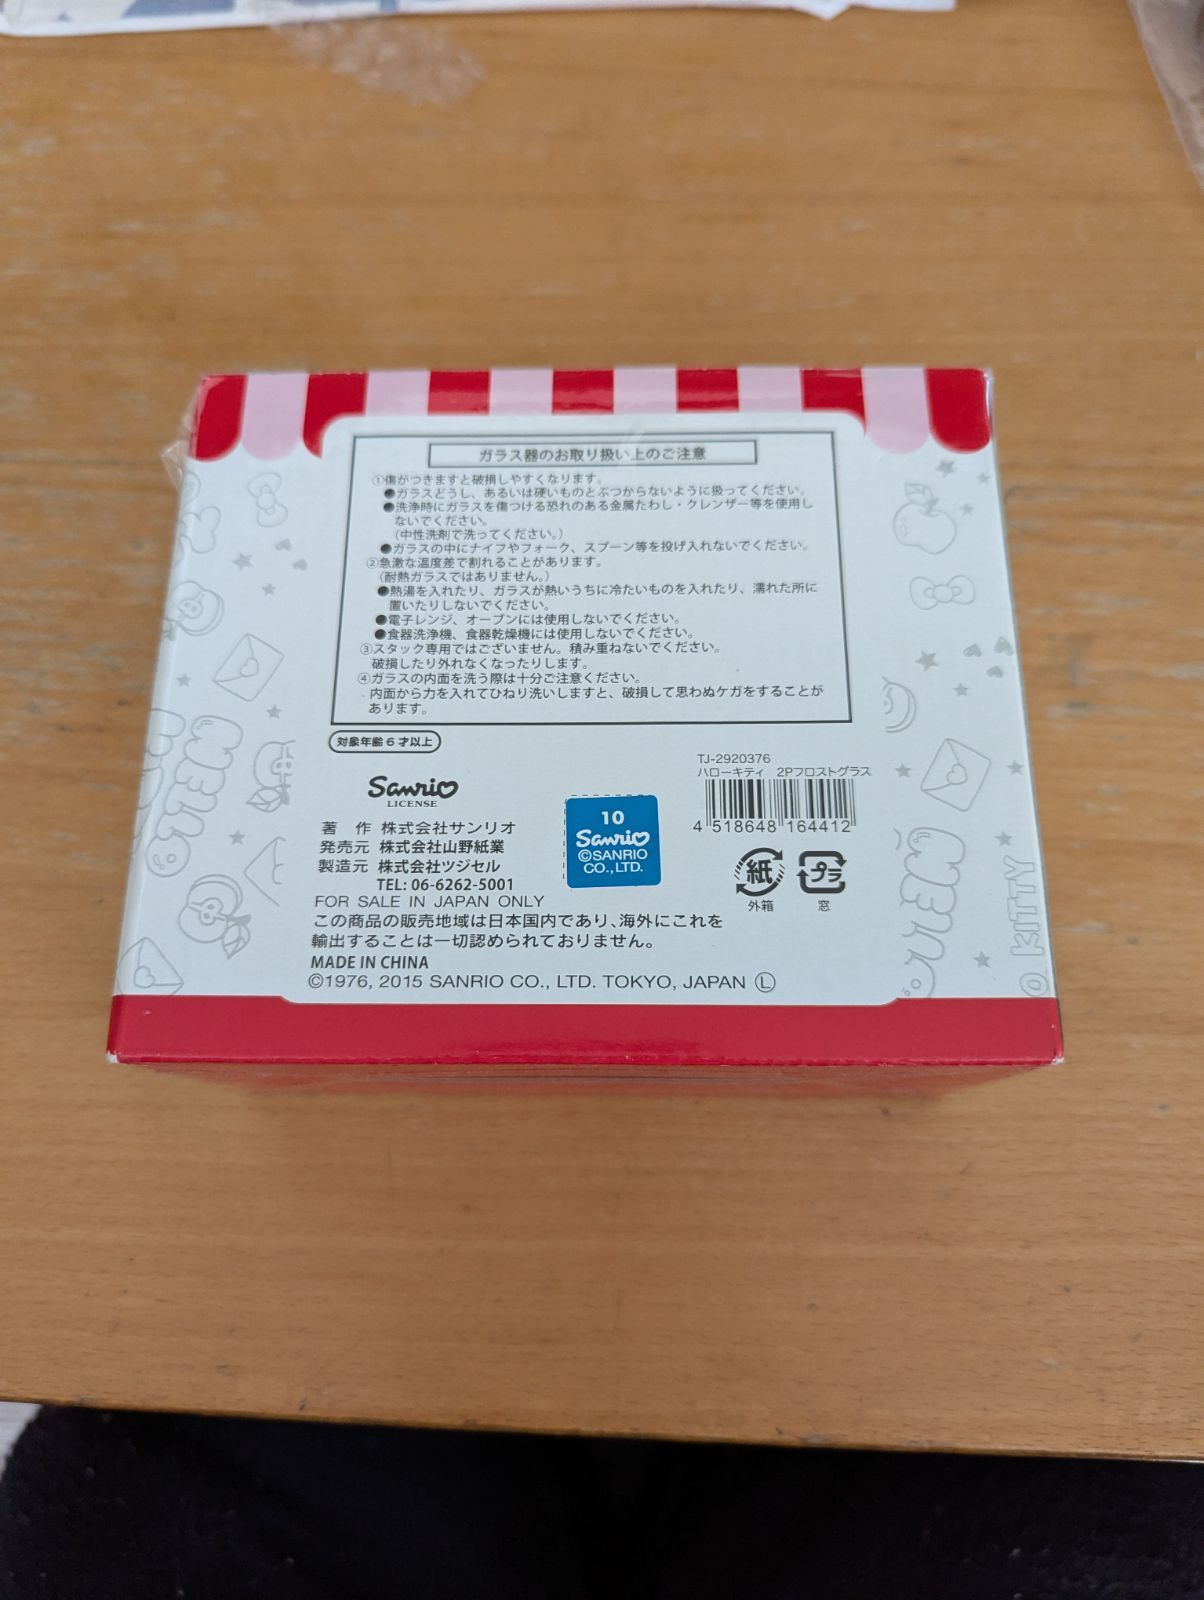 ガラス器のお取り扱い上のご注意
①傷がつきますと破損しやすくなります。
●ガラスどうし、あるいは硬いものとぶつからないように扱ってください。
●洗浄時にガラスを傷つける恐れのある金属たわし・クレンザー等を使用し
ないでください。
(中性洗剤で洗ってください。)
●ガラスの中にナイフやフォーク、スプーン等を投げ入れないでください。
②急激な温度差で割れることがあります。
(耐熱ガラスではありません。)
●熱湯を入れたり、ガラスが熱いうちに冷たいものを入れたり、濡れた所に
置いたりしないでください。
●電子レンジ、オーブンには使用しないでください。
●食器洗浄機、食器乾燥機には使用しないでください。
③スタック専用ではございません。積み重ねないでください。
破損したり外れなくなったりします。
④ガラスの内面を洗う際は十分ご注意ください。
内面から力を入れてひねり洗いしますと、破損して思わぬケガをすることが
あります。
対象年齢6才以上
Sanrio
LICENSE
著 作 株式会社サンリオ
発売元 株式会社山野紙業
製造元 株式会社ツジセル
TEL: 06-6262-5001
FOR SALE IN JAPAN ONLY
この商品の販売地域は日本国内であり、海外にこれを
輸出することは一切認められておりません。
MADE IN CHINA
©1976, 2015 SANRIO CO., LTD. TOKYO, JAPAN Ⓛ
10
Sanrio
©SANRIO
CO., LTD.
TJ-2920376
ハローキティ 2Pフロストグラス
4 518648 164412
紙
外箱
プラ
窓
HELLO
HELLO
O KITTY